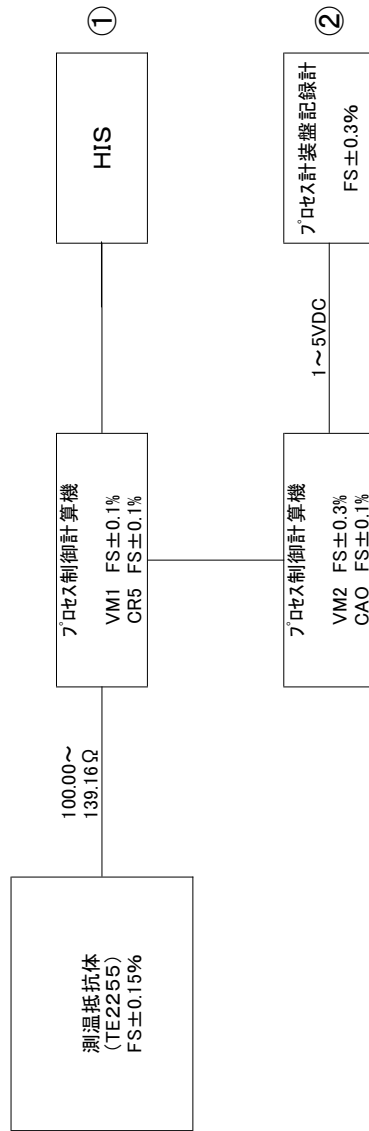 測温抵抗体
(TE2255)
FS±0.15%
100.00～
139.16Ω
プロセス制御計算機
VM1 FS±0.1%
CR5 FS±0.1%
HIS
①
プロセス制御計算機
VM2 FS±0.3%
CAO FS±0.1%
1～5VDC
プロセス計装盤記録計
FS±0.3%
②